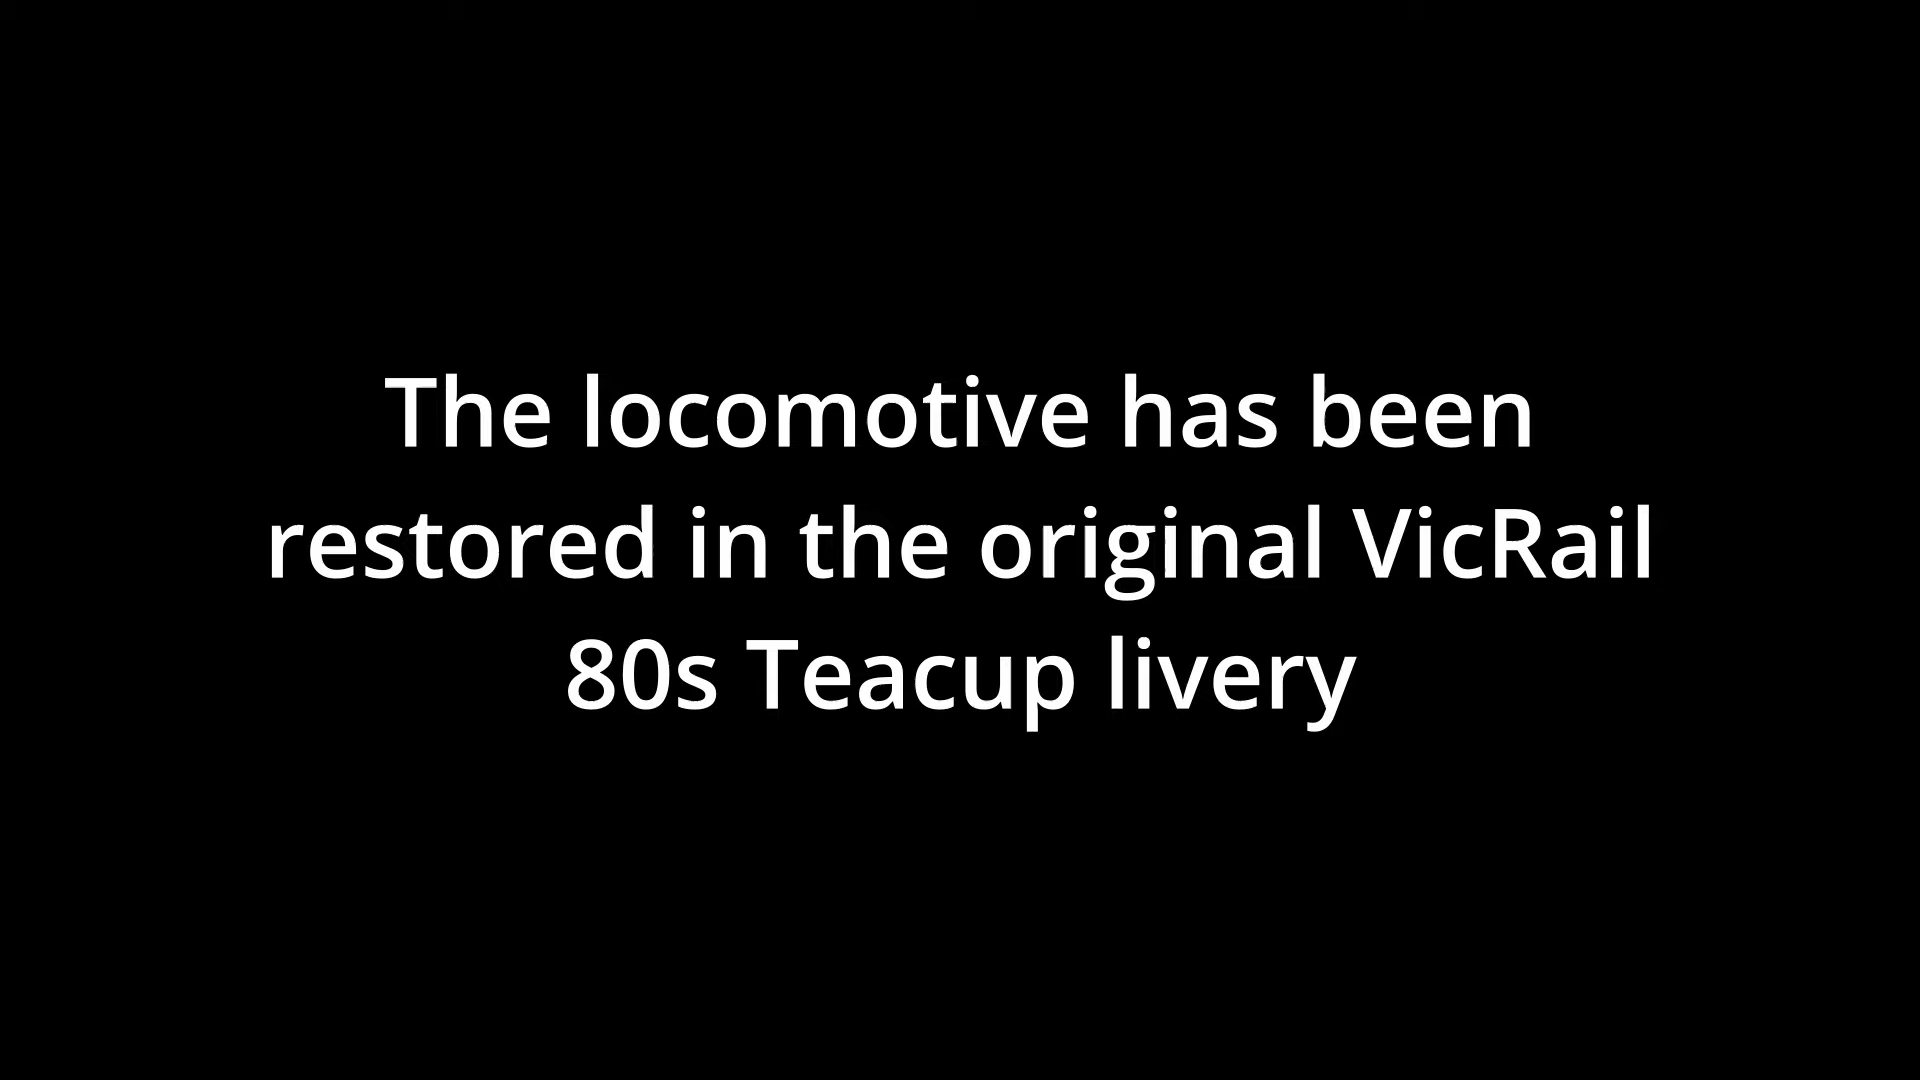 The locomotive has been
restored in the original VicRail
80s Teacup livery